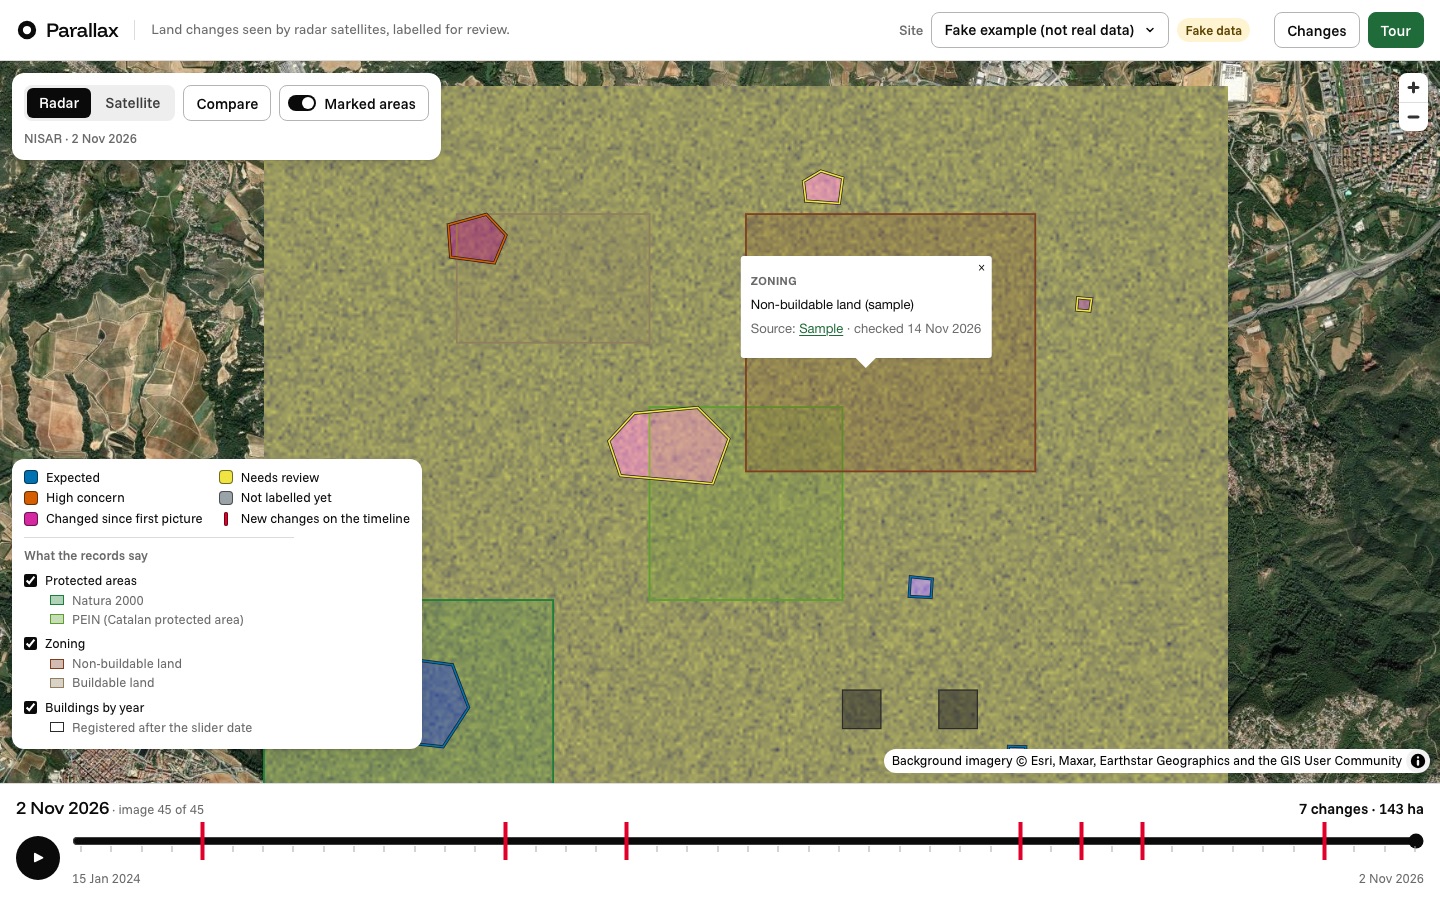 Parallax
Land changes seen by radar satellites, labelled for review.
Site
Fake example (not real data)
Fake data
Changes
Tour
Radar
Satellite
Compare
Marked areas
NISAR · 2 Nov 2026
+
−
×
ZONING
Non-buildable land (sample)
Source: Sample · checked 14 Nov 2026
Expected
Needs review
High concern
Not labelled yet
Changed since first picture
New changes on the timeline
What the records say
Protected areas
Natura 2000
PEIN (Catalan protected area)
Zoning
Non-buildable land
Buildable land
Buildings by year
Registered after the slider date
Background imagery © Esri, Maxar, Earthstar Geographics and the GIS User Community
2 Nov 2026 · image 45 of 45
7 changes · 143 ha
15 Jan 2024
2 Nov 2026